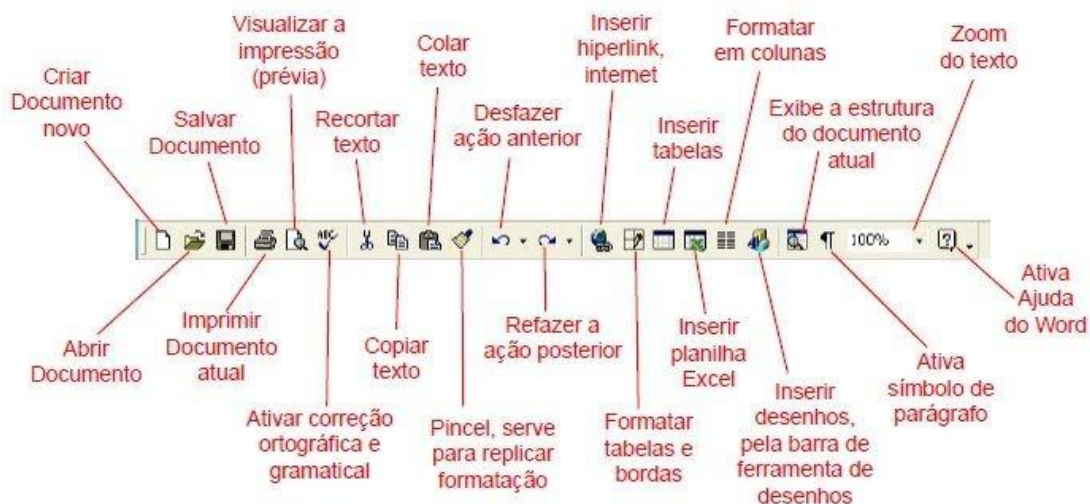 Criar
Documento
novo
Salvar
Documento
Visualizar a
impressão
(prévia)
Recortar
texto
Colar
texto
Desfazer
ação anterior
Inserir
hiperlink,
internet
Inserir
tabelas
Formatar
em colunas
Exibe a estrutura
do documento
atual
Zoom
do texto
ABC
100%
?
Abrir
Documento
Imprimir
Documento
atual
Ativar correção
ortográfica e
gramatical
Copiar
texto
Pincel, serve
para replicar
formatação
Refazer a
ação posterior
Formatar
tabelas e
bordas
Inserir
planilha
Excel
Inserir
desenhos,
pela barra de
ferramenta de
desenhos
Ativa
símbolo de
parágrafo
Ativa
Ajuda
do Word